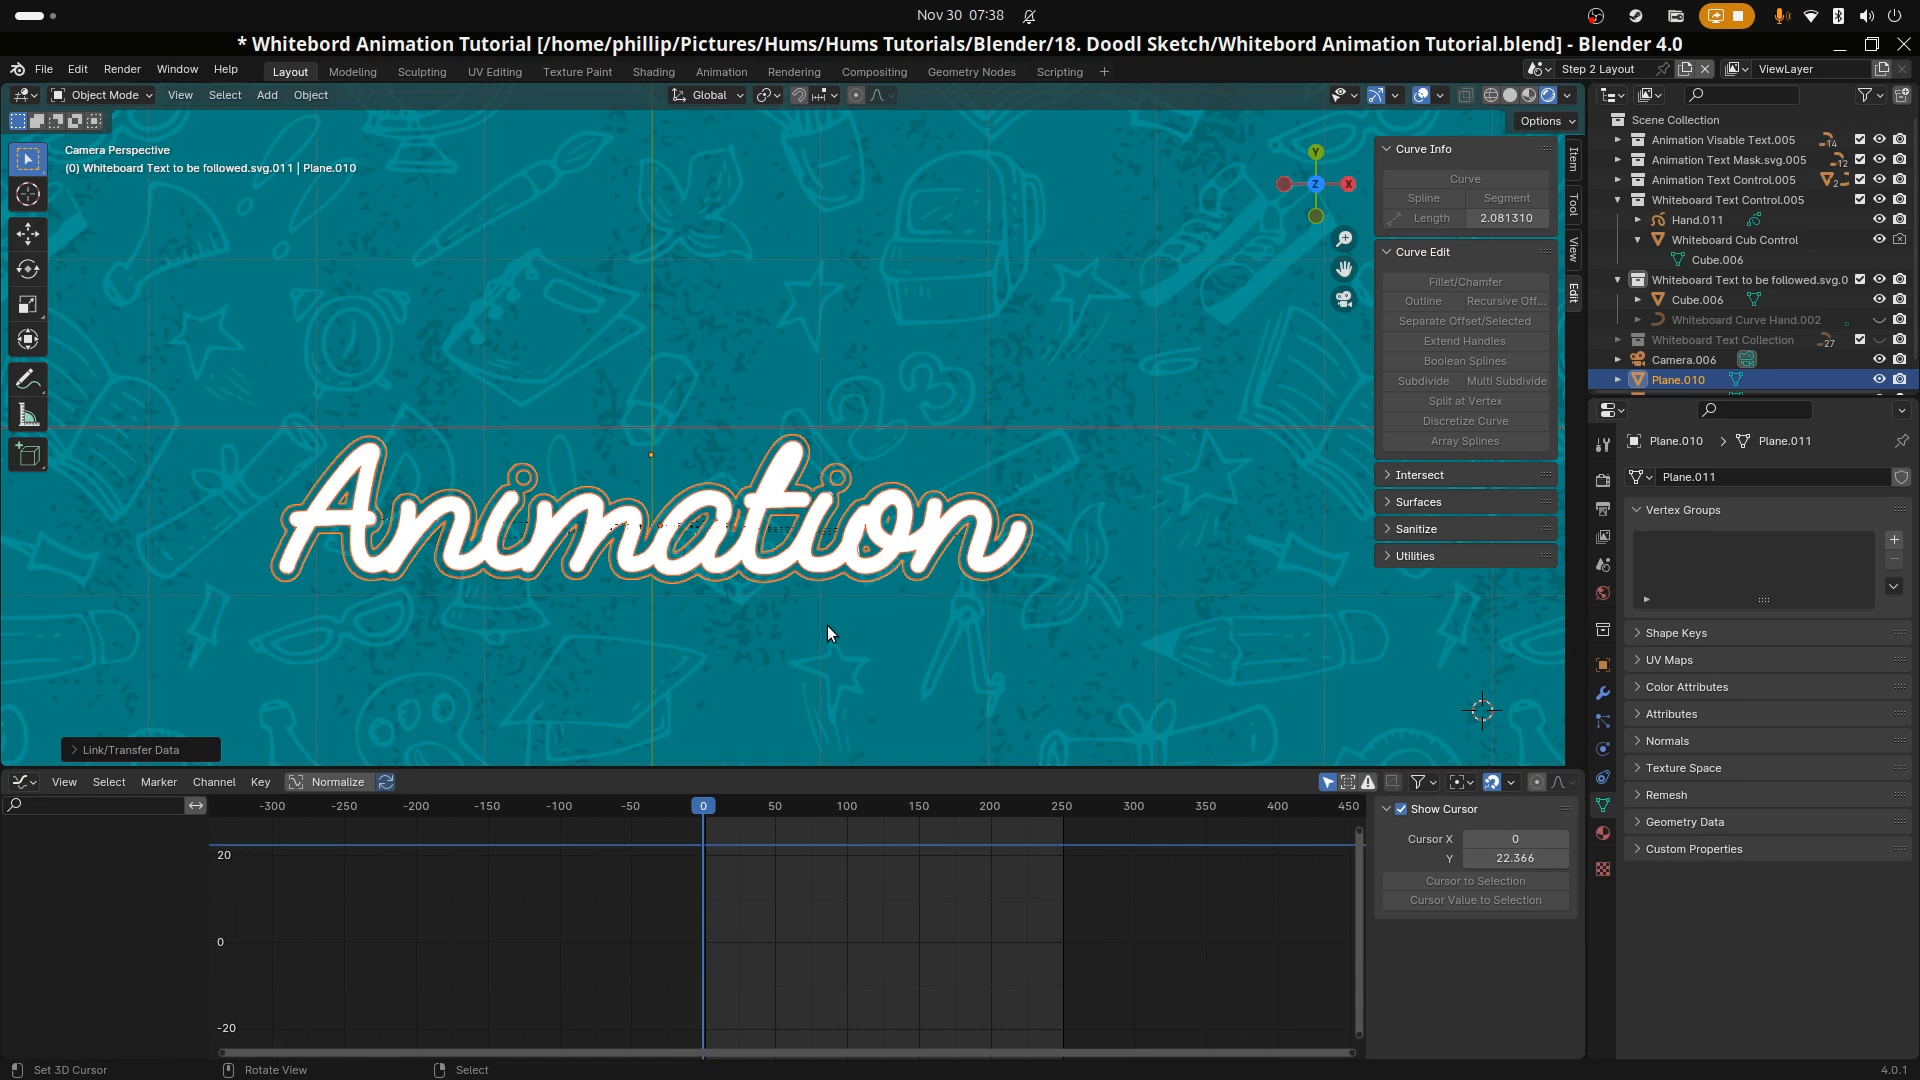 Nov 30 07:38
* Whitebord Animation Tutorial [/home/phillip/Pictures/Hums/Hums Tutorials/Blender/18. Doodl Sketch/Whitebord Animation Tutorial.blend] - Blender 4.0
File Edit Render Window Help
Layout Modeling Sculpting UV Editing Texture Paint Shading Animation Rendering Compositing Geometry Nodes Scripting +
Step 2 Layout ViewLayer
Object Mode View Select Add Object Global
Options
Camera Perspective
(0) Whiteboard Text to be followed.svg.011 | Plane.010
Y
Z
X
Item
Tool
View
Edit
Curve Info
Curve
Spline Segment
Length 2.081310
Curve Edit
Fillet/Chamfer
Outline Recursive Off...
Separate Offset/Selected
Extend Handles
Boolean Splines
Subdivide Multi Subdivide
Split at Vertex
Discretize Curve
Array Splines
Intersect
Surfaces
Sanitize
Utilities
Animation
Link/Transfer Data
Scene Collection
Animation Visable Text.005 14
Animation Text Mask.svg.005 12
Animation Text Control.005 2
Whiteboard Text Control.005
Hand.011
Whiteboard Cub Control
Cube.006
Whiteboard Text to be followed.svg.0
Cube.006
Whiteboard Curve Hand.002
Whiteboard Text Collection 27
Camera.006
Plane.010
Plane.010 > Plane.011
Plane.011
Vertex Groups
Shape Keys
UV Maps
Color Attributes
Attributes
Normals
Texture Space
Remesh
Geometry Data
Custom Properties
View Select Marker Channel Key Normalize
-300 -250 -200 -150 -100 -50 0 50 100 150 200 250 300 350 400 450
20
0
-20
Show Cursor
Cursor X 0
Y 22.366
Cursor to Selection
Cursor Value to Selection
Set 3D Cursor Rotate View Select 4.0.1